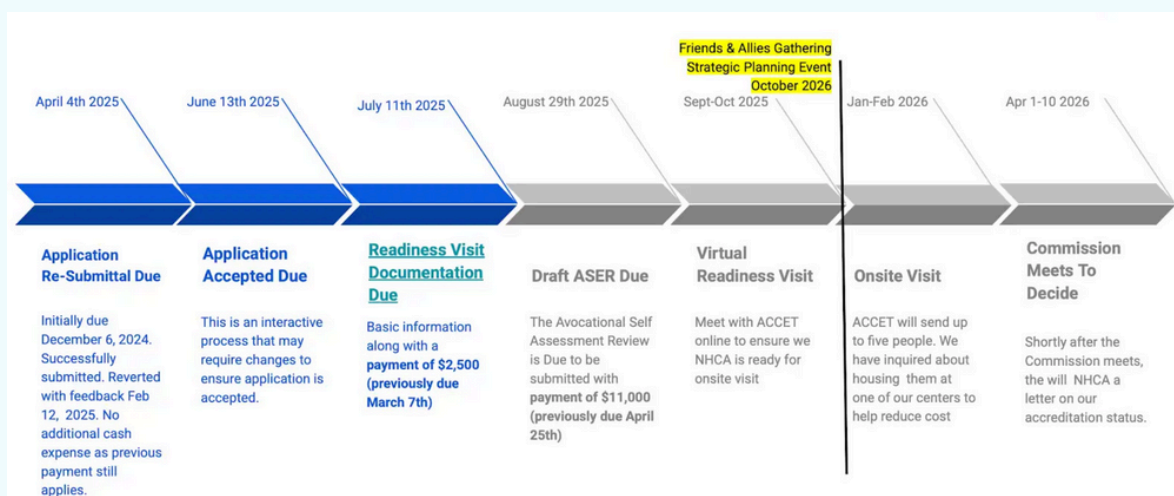 Friends & Allies Gathering
Strategic Planning Event
October 2026
April 4th 2025
June 13th 2025
July 11th 2025
August 29th 2025
Sept-Oct 2025
Jan-Feb 2026
Apr 1-10 2026
Application
Re-Submittal Due
Initially due
December 6, 2024.
Successfully
submitted. Reverted
with feedback Feb
12, 2025. No
additional cash
expense as previous
payment still
applies.
Application
Accepted Due
This is an interactive
process that may
require changes to
ensure application is
accepted.
Readiness Visit
Documentation
Due
Basic information
along with a
payment of $2,500
(previously due
March 7th)
Draft ASER Due
The Avocational Self
Assessment Review
is Due to be
submitted with
payment of $11,000
(previously due April
25th)
Virtual
Readiness Visit
Meet with ACCET
online to ensure we
NHCA is ready for
onsite visit
Onsite Visit
ACCET will send up
to five people. We
have inquired about
housing them at
one of our centers to
help reduce cost
Commission
Meets To
Decide
Shortly after the
Commission meets,
the will NHCA a
letter on our
accreditation status.